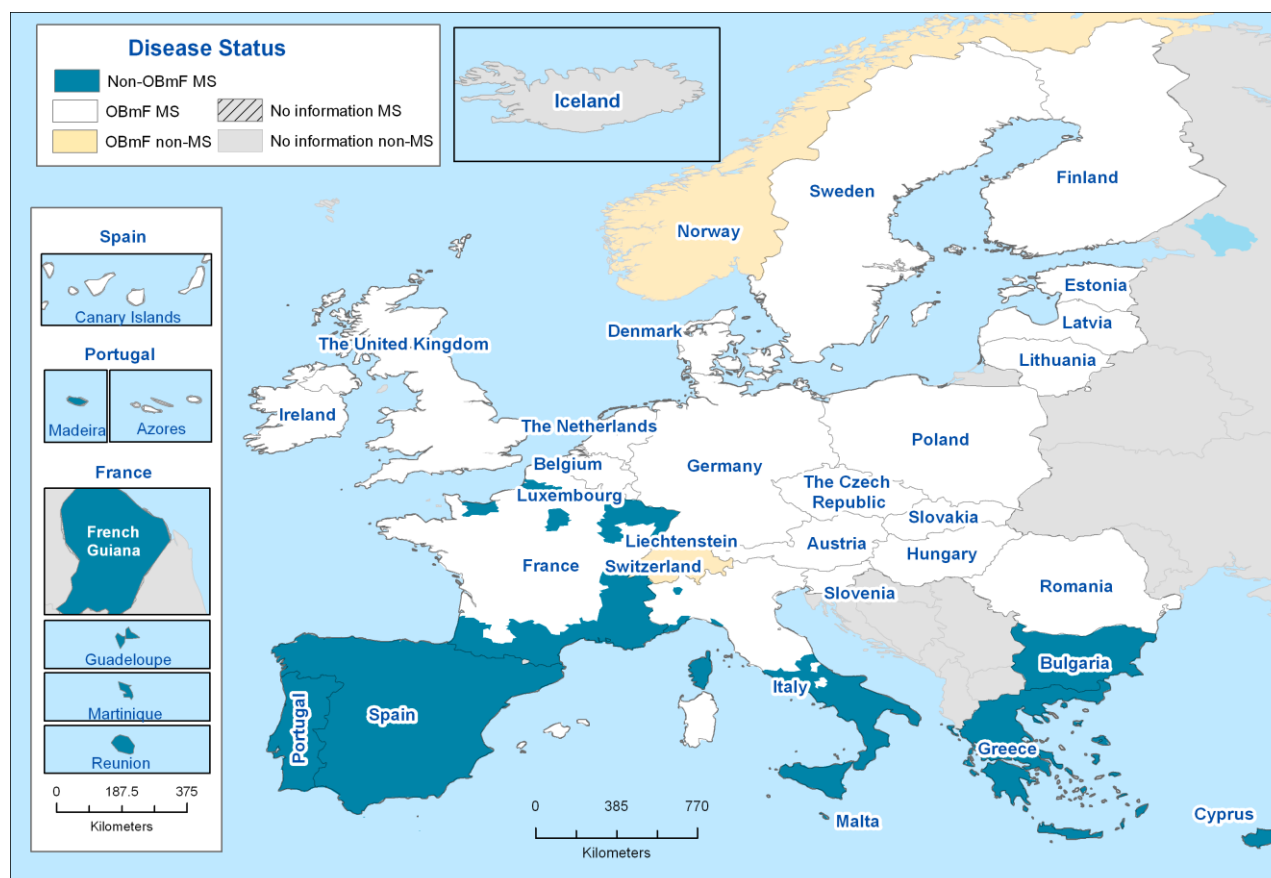 Disease Status
Non-OBmF MS
OBmF MS
No information MS
OBmF non-MS
No information non-MS
Iceland
Spain
Canary Islands
Portugal
Madeira
Azores
France
French
Guiana
Guadeloupe
Martinique
Reunion
0
187.5
375
Kilometers
Sweden
Finland
Norway
Estonia
Denmark
Latvia
The United Kingdom
Lithuania
Ireland
The Netherlands
Poland
Belgium
Germany
The Czech
Republic
Luxembourg
Slovakia
Liechtenstein
Austria
Hungary
France
Switzerland
Romania
Slovenia
Bulgaria
Italy
Portugal
Spain
Greece
0
385
770
Kilometers
Malta
Cyprus